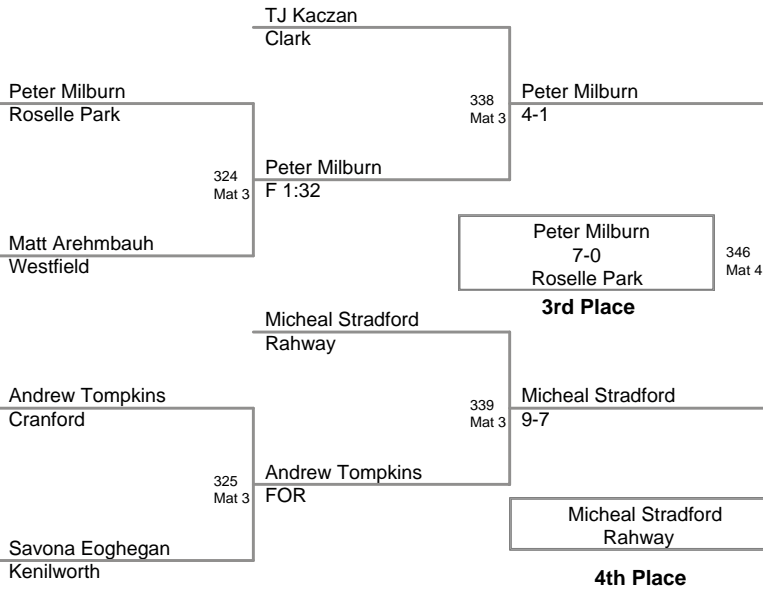 TJ Kaczan
Clark
Peter Milburn
Roselle Park
338
Mat 3
Peter Milburn
4-1
324
Mat 3
Peter Milburn
F 1:32
Matt Arehmbauh
Westfield
Peter Milburn
7-0
Roselle Park
346
Mat 4
3rd Place
Micheal Stradford
Rahway
Andrew Tompkins
Cranford
339
Mat 3
Micheal Stradford
9-7
325
Mat 3
Andrew Tompkins
FOR
Savona Eoghegan
Kenilworth
Micheal Stradford
Rahway
4th Place